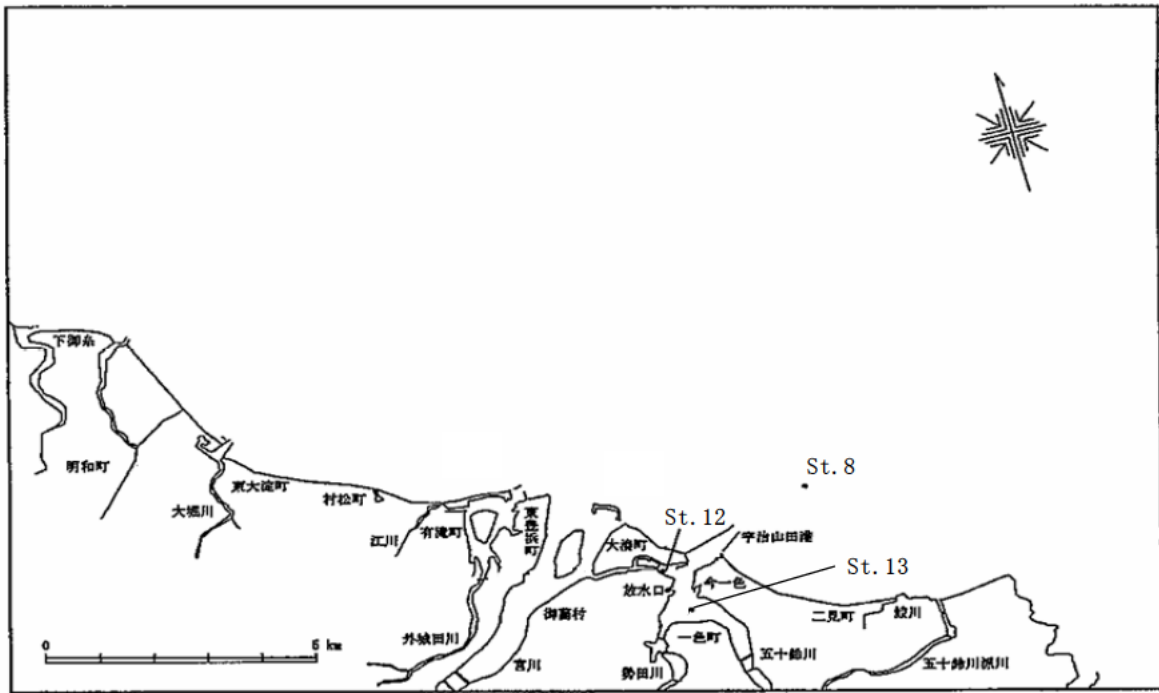 下御糸
明和町
大堀川
東大淀町
村松町
江川
有滝町
東豊浜町
外城田川
宮川
御薗村
大湊町
St.12
St.8
宇治山田港
St.13
今一色
放水口
一色町
勢田川
五十鈴川
二見町
鮫川
五十鈴川派川
0
5 km